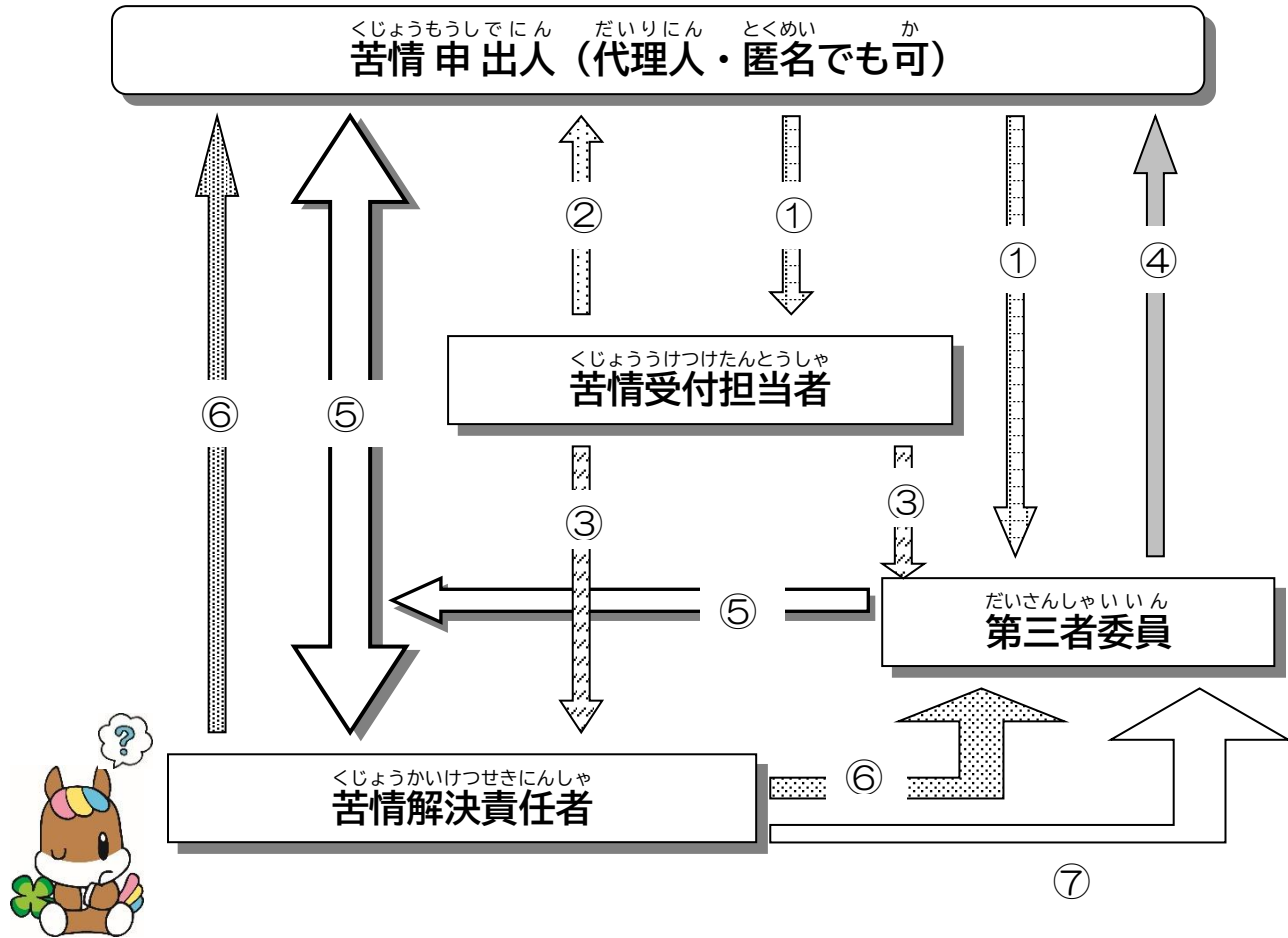 くじょうもうしでにん だいりにん とくめい か
苦情申出人（代理人・匿名でも可）
② ①
① ④
くじょううけつけたんとうしゃ
苦情受付担当者
⑥ ⑤
③ ③
⑤
だいさんしゃいいん
第三者委員
?
くじょうかいけつせきにんしゃ
苦情解決責任者
⑥
⑦